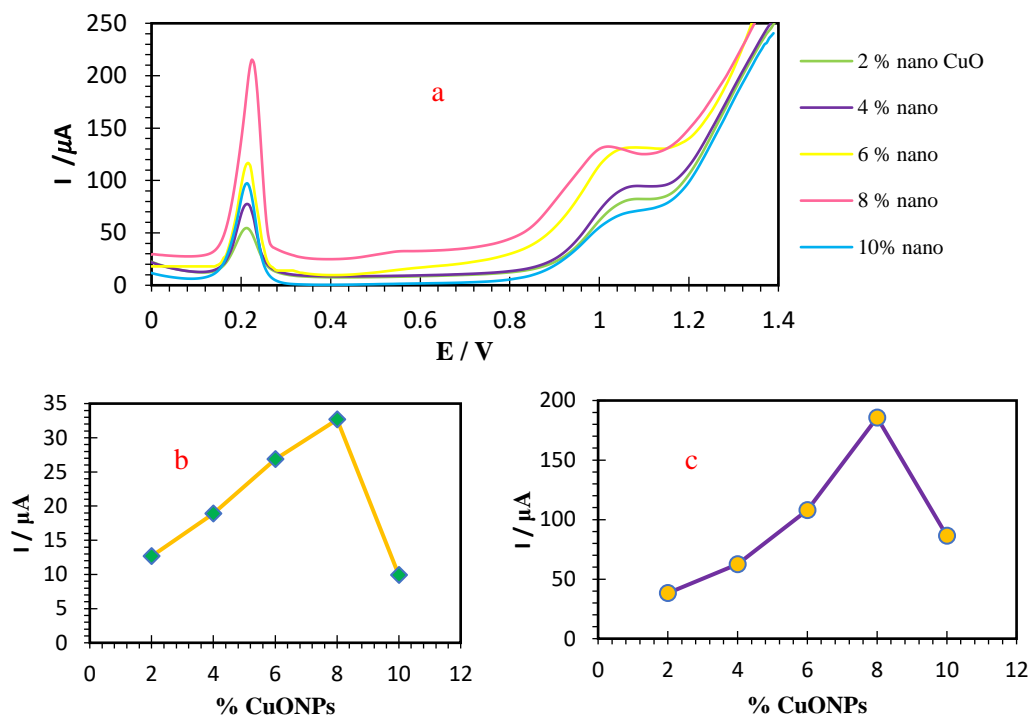 250
200
150
100
50
0
I /µA
a
0 0.2 0.4 0.6 0.8 1 1.2 1.4
E / V
2 % nano CuO
4 % nano
6 % nano
8 % nano
10% nano
35
30
25
20
15
10
5
0
I / µA
b
0 2 4 6 8 10 12
% CuONPs
200
150
100
50
0
I / µA
c
0 2 4 6 8 10 12
% CuONPs